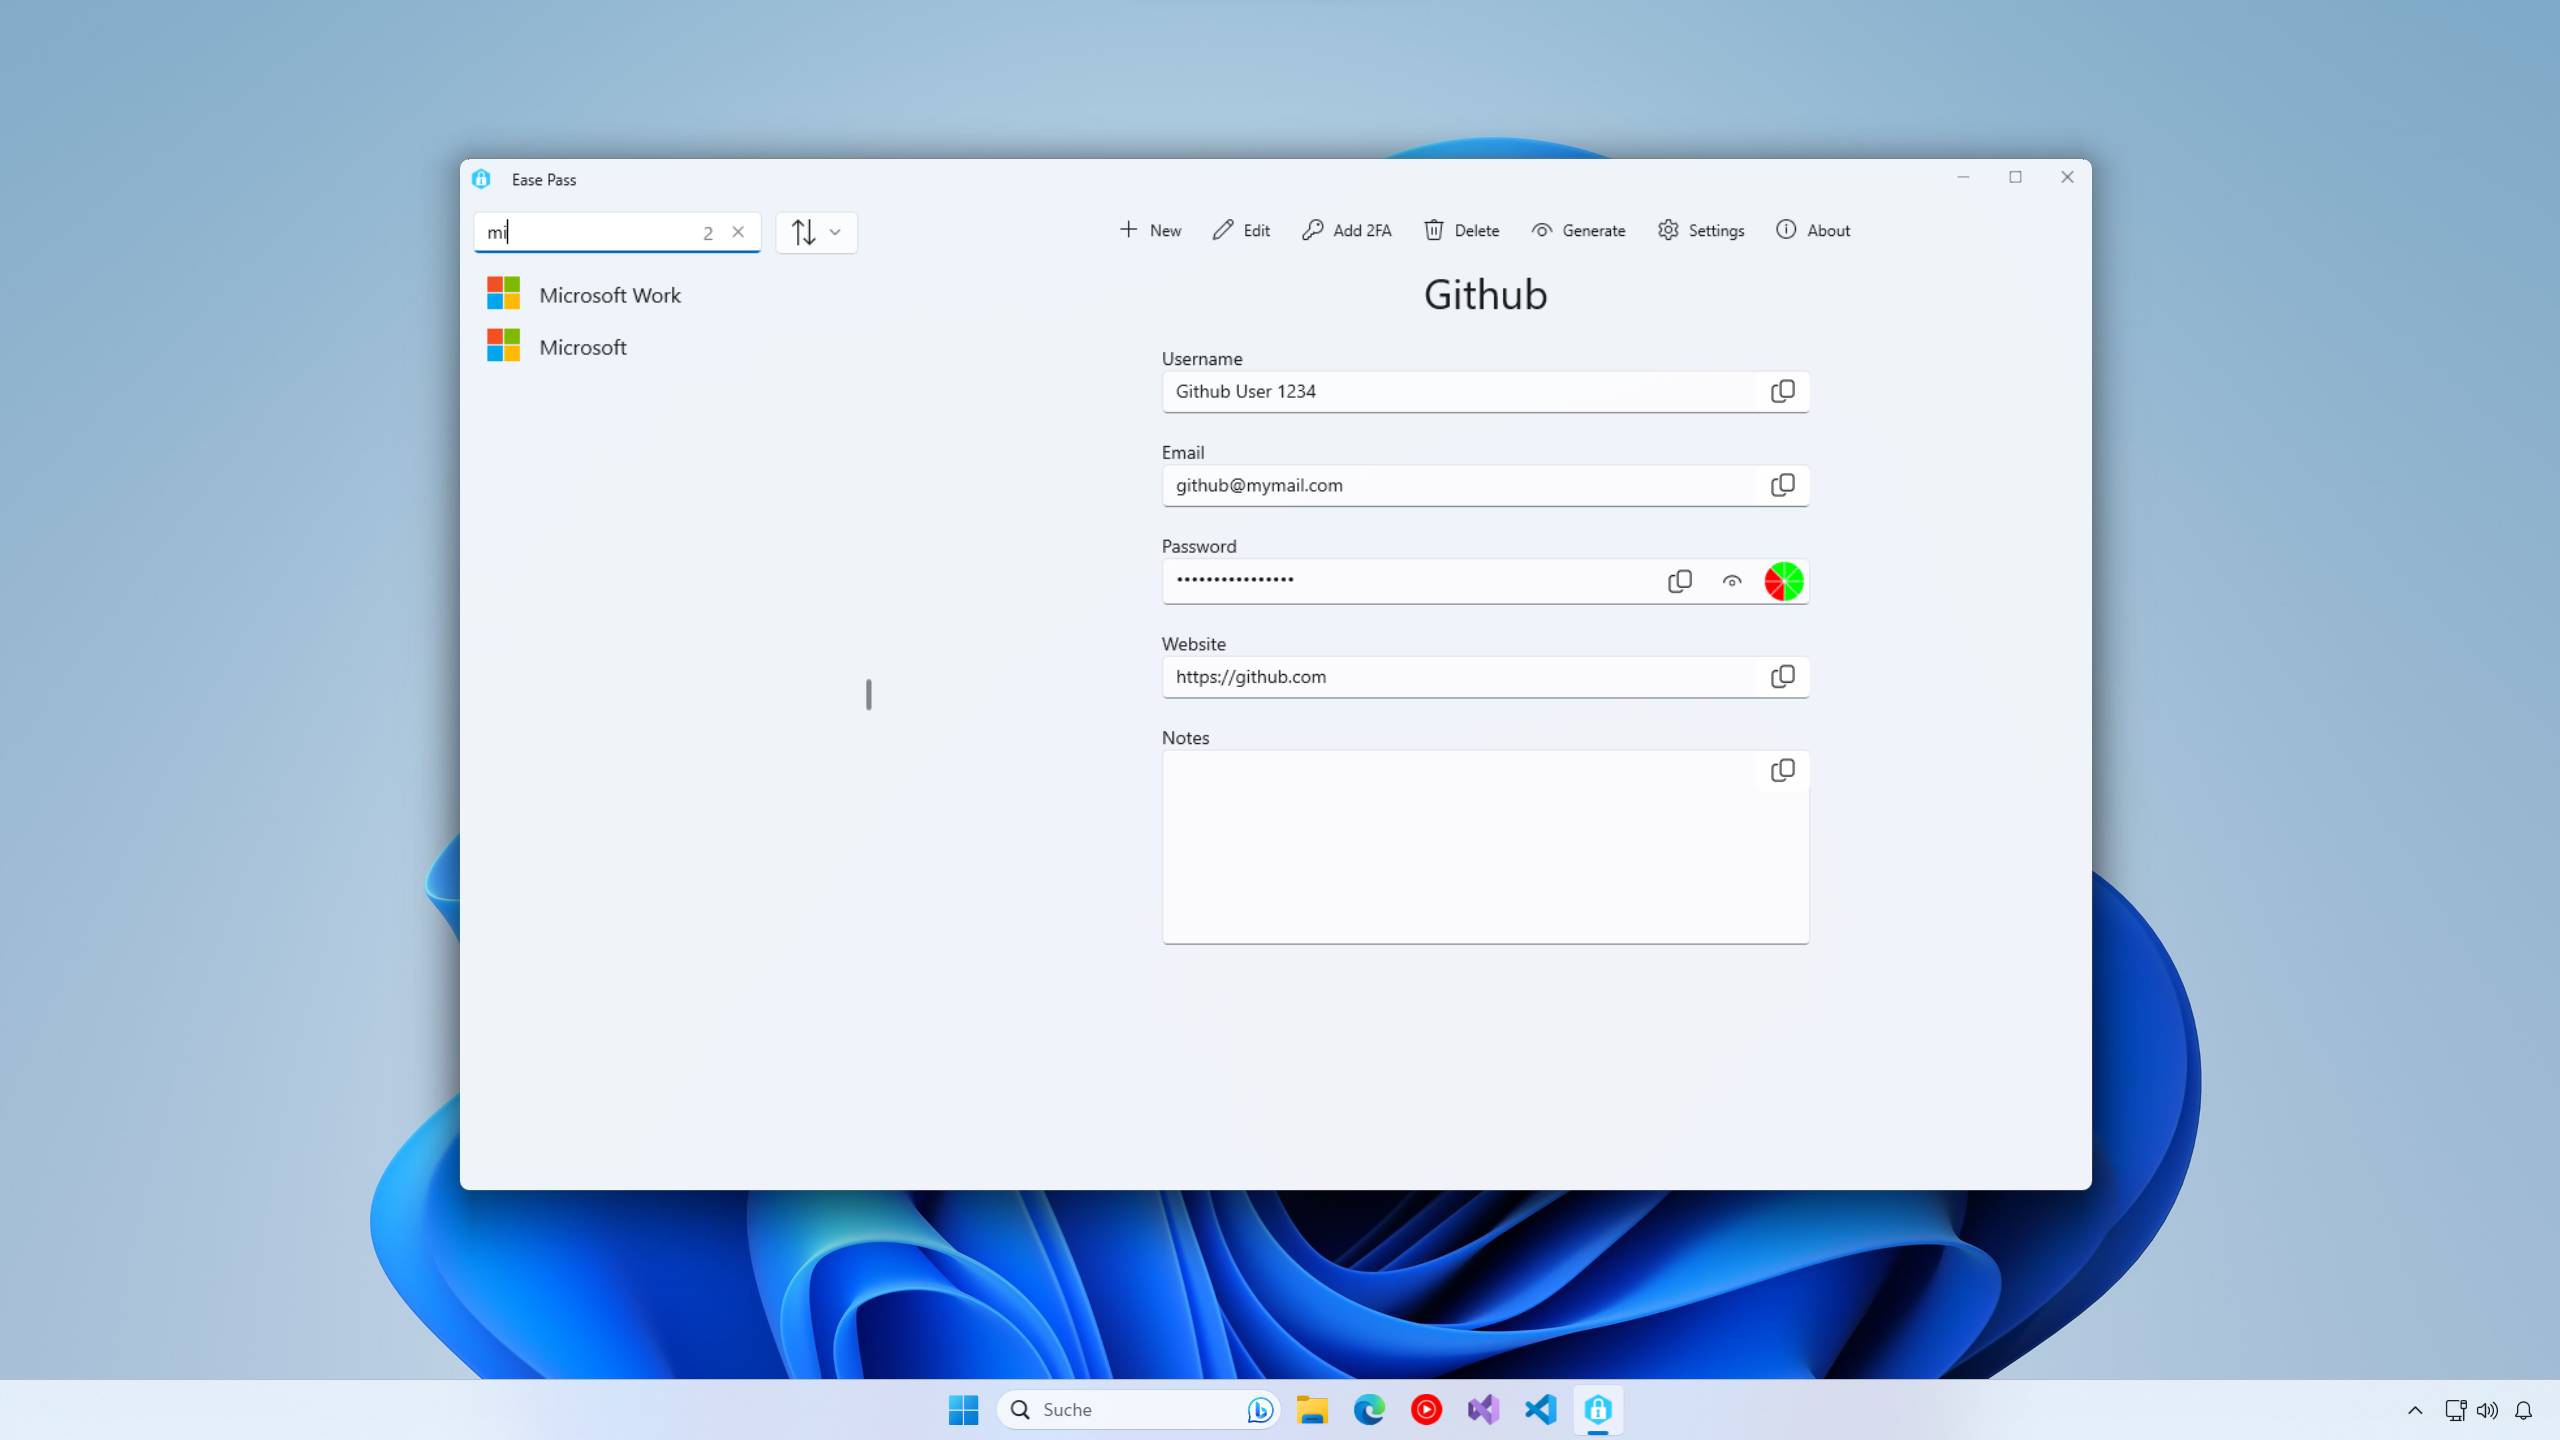 Ease Pass
mi 2
New Edit Add 2FA Delete Generate Settings About
Microsoft Work
Microsoft
Github
Username
Github User 1234
Email
github@mymail.com
Password
••••••••••••••••
Website
https://github.com
Notes
Suche